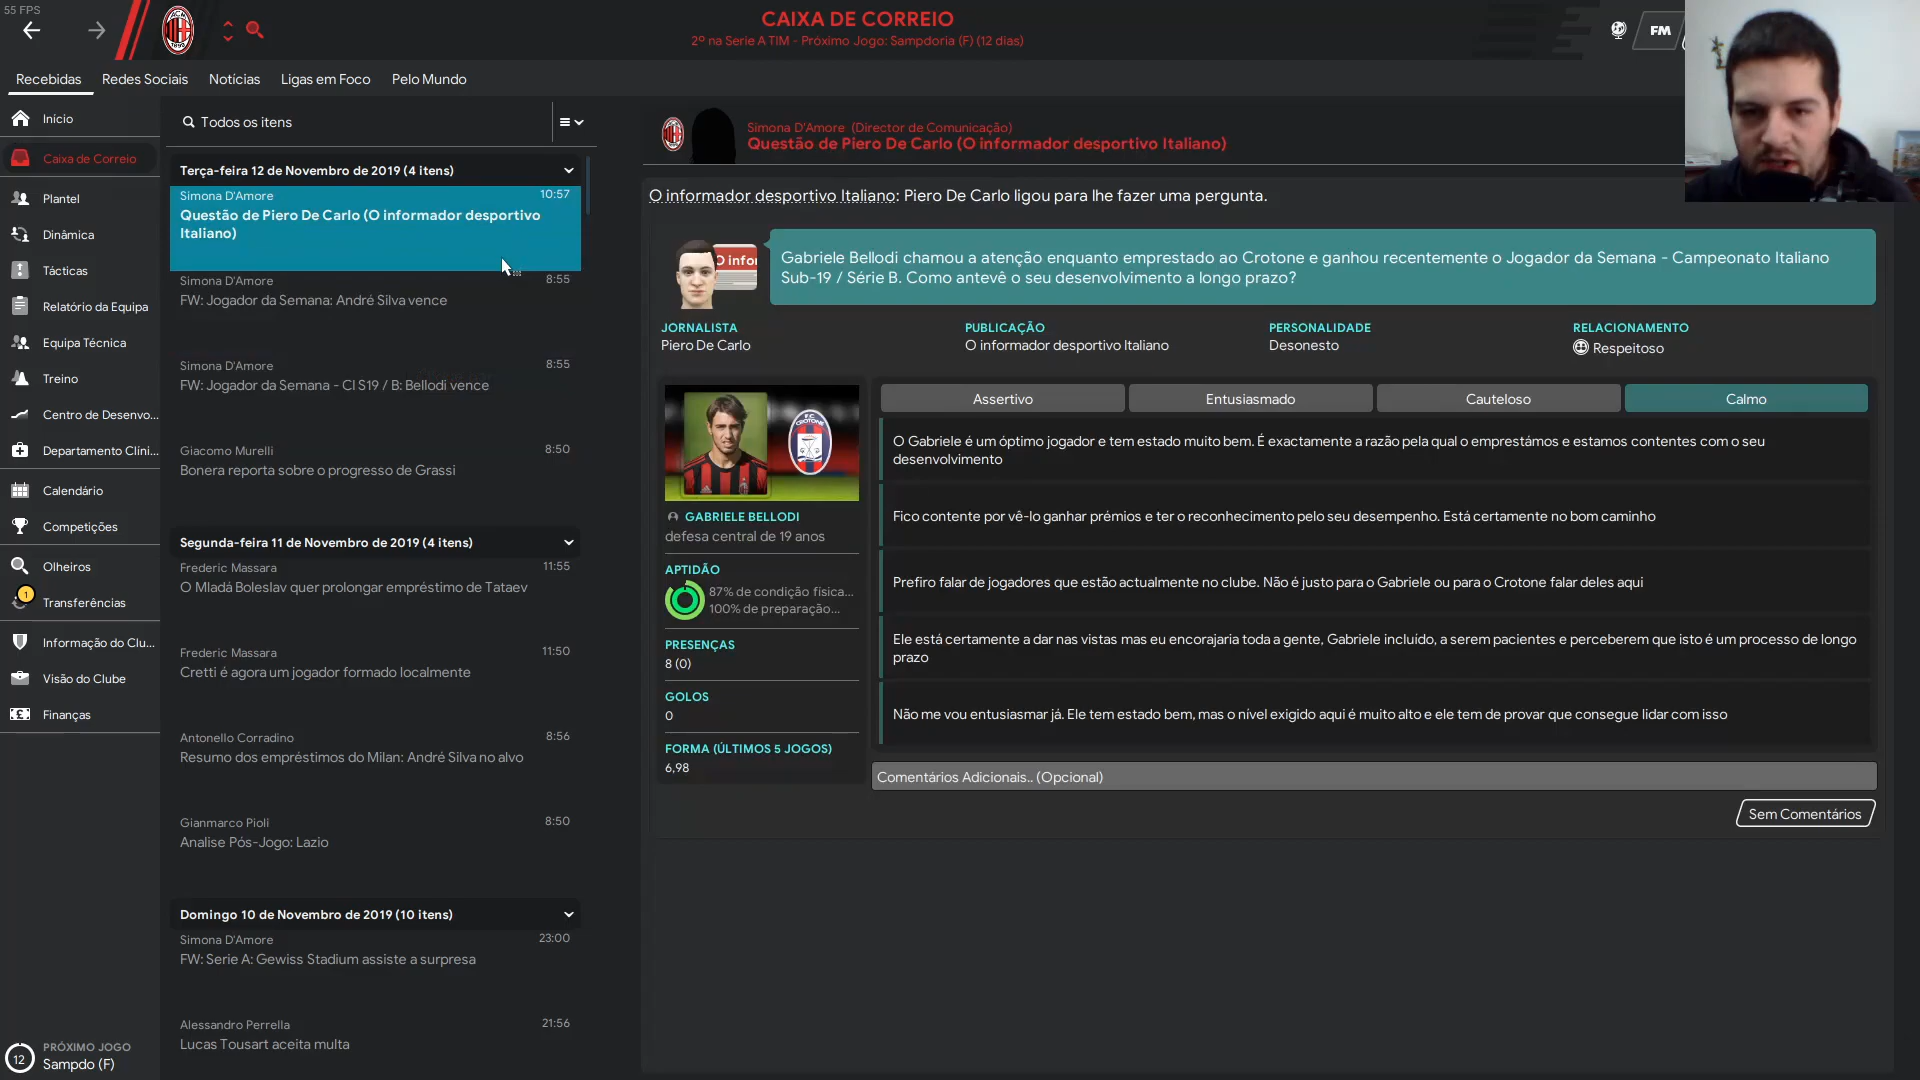 55 FPS
CAIXA DE CORREIO
2º na Serie A TIM - Próximo Jogo: Sampdoria (F) (12 dias)
FM
Recebidas
Redes Sociais
Notícias
Ligas em Foco
Pelo Mundo
Início
Caixa de Correio
Plantel
Dinâmica
Tácticas
Relatório da Equipa
Equipa Técnica
Treino
Centro de Desenvo...
Departamento Clíni...
Calendário
Competições
Olheiros
1
Transferências
Informação do Clu...
Visão do Clube
Finanças
12
PRÓXIMO JOGO
Sampdo (F)
Todos os itens
Terça-feira 12 de Novembro de 2019 (4 itens)
Simona D'Amore
10:57
Questão de Piero De Carlo (O informador desportivo
Italiano)
Simona D'Amore
8:55
FW: Jogador da Semana: André Silva vence
Simona D'Amore
8:55
FW: Jogador da Semana - CI S19 / B: Bellodi vence
Giacomo Murelli
8:50
Bonera reporta sobre o progresso de Grassi
Segunda-feira 11 de Novembro de 2019 (4 itens)
Frederic Massara
11:55
O Mladá Boleslav quer prolongar empréstimo de Tataev
Frederic Massara
11:50
Cretti é agora um jogador formado localmente
Antonello Corradino
8:56
Resumo dos empréstimos do Milan: André Silva no alvo
Gianmarco Pioli
8:50
Analise Pós-Jogo: Lazio
Domingo 10 de Novembro de 2019 (10 itens)
Simona D'Amore
23:00
FW: Serie A: Gewiss Stadium assiste a surpresa
Alessandro Perrella
21:56
Lucas Tousart aceita multa
Simona D'Amore (Director de Comunicação)
Questão de Piero De Carlo (O informador desportivo Italiano)
O informador desportivo Italiano: Piero De Carlo ligou para lhe fazer uma pergunta.
O infor
Gabriele Bellodi chamou a atenção enquanto emprestado ao Crotone e ganhou recentemente o Jogador da Semana - Campeonato Italiano
Sub-19 / Série B. Como antevê o seu desenvolvimento a longo prazo?
JORNALISTA
Piero De Carlo
PUBLICAÇÃO
O informador desportivo Italiano
PERSONALIDADE
Desonesto
RELACIONAMENTO
Respeitoso
GABRIELE BELLODI
defesa central de 19 anos
APTIDÃO
87% de condição física...
100% de preparação...
PRESENÇAS
8 (0)
GOLOS
0
FORMA (ÚLTIMOS 5 JOGOS)
6,98
Assertivo
Entusiasmado
Cauteloso
Calmo
O Gabriele é um óptimo jogador e tem estado muito bem. É exactamente a razão pela qual o emprestámos e estamos contentes com o seu
desenvolvimento
Fico contente por vê-lo ganhar prémios e ter o reconhecimento pelo seu desempenho. Está certamente no bom caminho
Prefiro falar de jogadores que estão actualmente no clube. Não é justo para o Gabriele ou para o Crotone falar deles aqui
Ele está certamente a dar nas vistas mas eu encorajaria toda a gente, Gabriele incluído, a serem pacientes e perceberem que isto é um processo de longo
prazo
Não me vou entusiasmar já. Ele tem estado bem, mas o nível exigido aqui é muito alto e ele tem de provar que consegue lidar com isso
Comentários Adicionais.. (Opcional)
Sem Comentários